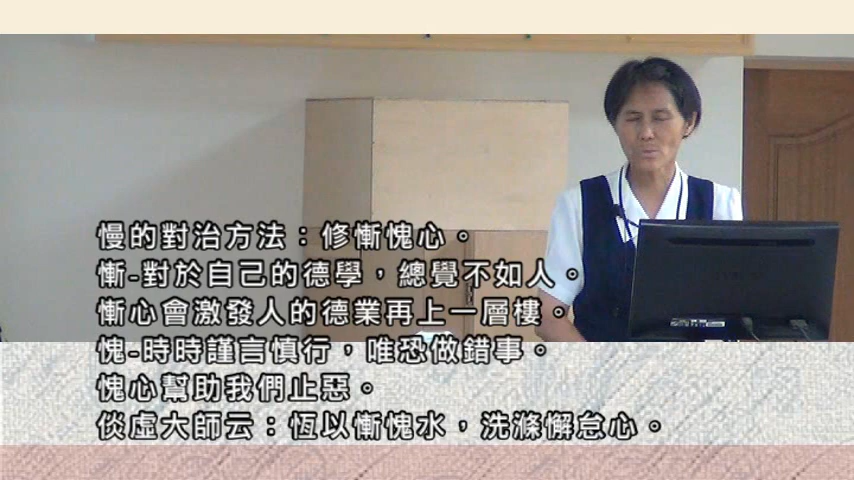 慢的對治方法：修慚愧心。
慚-對於自己的德學，總覺不如人。
慚心會激發人的德業再上一層樓。
愧-時時謹言慎行，唯恐做錯事。
愧心幫助我們止惡。
倓虛大師云：恆以慚愧水，洗滌懈怠心。